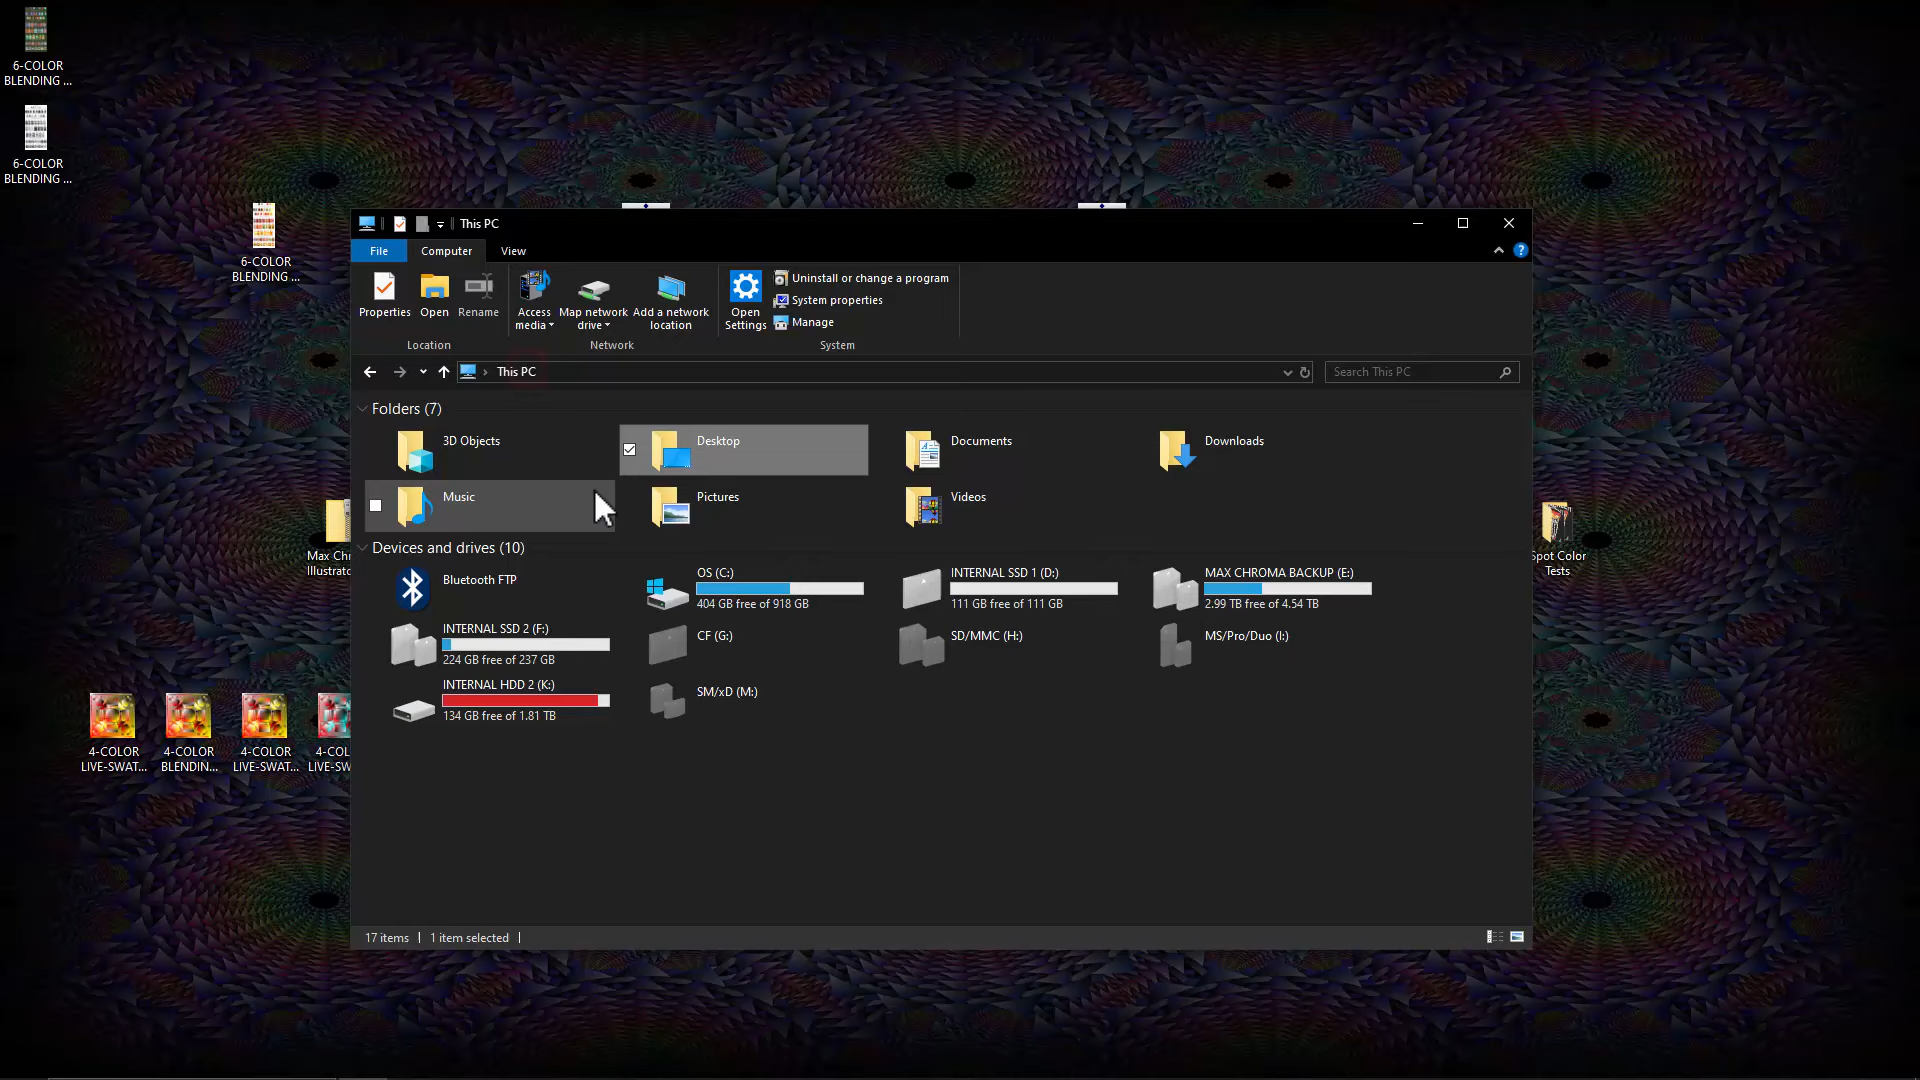 6-COLOR
BLENDING ...
6-COLOR
BLENDING ...
6-COLOR
BLENDING ...
This PC
File
Computer
View
Properties
Open
Rename
Access
media
Map network
drive
Add a network
location
Open
Settings
Uninstall or change a program
System properties
Manage
Location
Network
System
This PC
Search This PC
Folders (7)
3D Objects
Desktop
Documents
Downloads
Music
Pictures
Videos
Devices and drives (10)
Bluetooth FTP
OS (C:)
404 GB free of 918 GB
INTERNAL SSD 1 (D:)
111 GB free of 111 GB
MAX CHROMA BACKUP (E:)
2.99 TB free of 4.54 TB
INTERNAL SSD 2 (F:)
224 GB free of 237 GB
CF (G:)
SD/MMC (H:)
MS/Pro/Duo (I:)
INTERNAL HDD 2 (K:)
134 GB free of 1.81 TB
SM/xD (M:)
Max Chr
Illustrato
Spot Color
Tests
4-COLOR
LIVE-SWAT...
4-COLOR
BLENDIN...
4-COLOR
LIVE-SWAT...
4-COL
LIVE-SW
17 items
1 item selected